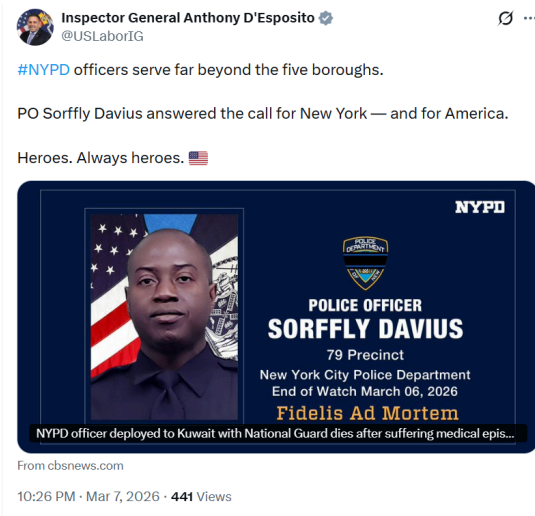 Inspector General Anthony D'Esposito
@USLaborIG
#NYPD officers serve far beyond the five boroughs.
PO Sorffly Davius answered the call for New York — and for America.
Heroes. Always heroes. 🇺🇸
NYPD
POLICE
DEPARTMENT
POLICE OFFICER
SORFFLY DAVIUS
79 Precinct
New York City Police Department
End of Watch March 06, 2026
Fidelis Ad Mortem
NYPD officer deployed to Kuwait with National Guard dies after suffering medical epis...
From cbsnews.com
10:26 PM · Mar 7, 2026 · 441 Views